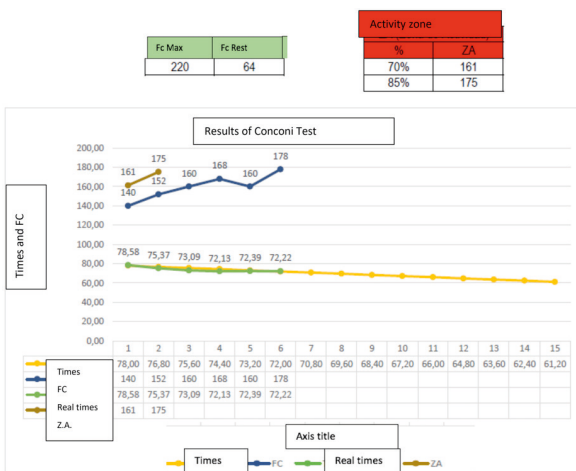 Activity zone
Fc Max Fc Rest
220 64
% ZA
70% 161
85% 175
Results of Conconi Test
Times and FC
200,00
180,00
160,00
140,00
120,00
100,00
80,00
60,00
40,00
20,00
0,00
161 175
140 152 160 168 160 178
78,58 75,37 73,09 72,13 72,39 72,22
1 2 3 4 5 6 7 8 9 10 11 12 13 14 15
Times 78,00 76,80 75,60 74,40 73,20 72,00 70,80 69,60 68,40 67,20 66,00 64,80 63,60 62,40 61,20
FC 140 152 160 168 160 178
Real times 78,58 75,37 73,09 72,13 72,39 72,22
Z.A. 161 175
Axis title
Times FC Real times ZA